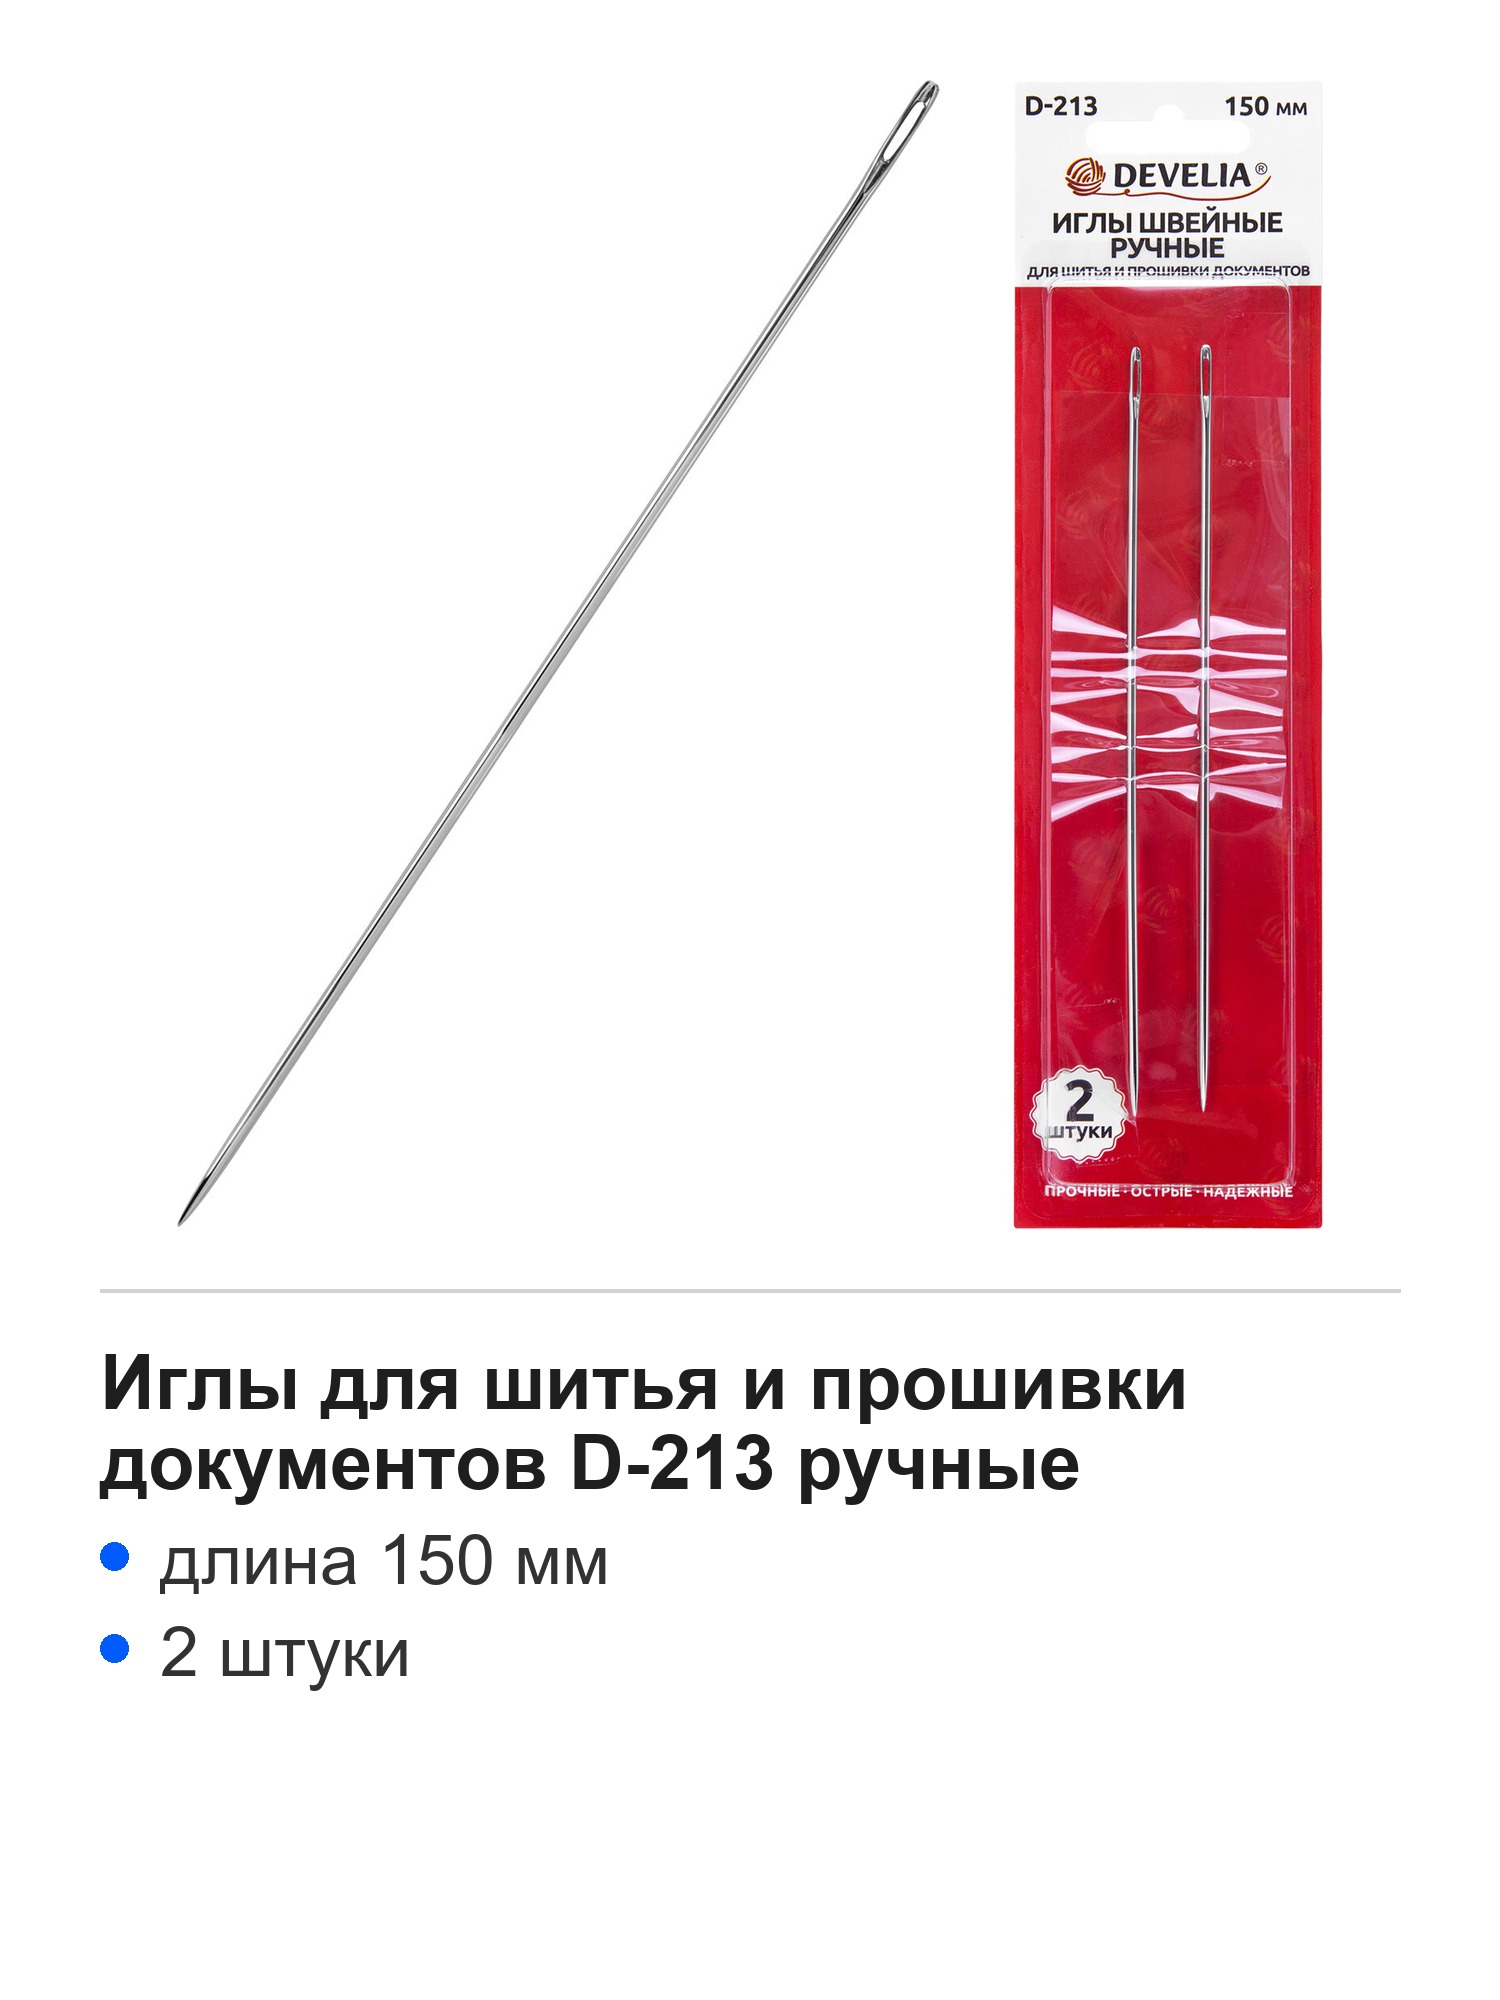 D-213 150 мм
DEVELIA®
ИГЛЫ ШВЕЙНЫЕ
РУЧНЫЕ
ДЛЯ ШИТЬЯ И ПРОШИВКИ ДОКУМЕНТОВ
2
ШТУКИ
ПРОЧНЫЕ · ОСТРЫЕ · НАДЕЖНЫЕ
Иглы для шитья и прошивки
документов D-213 ручные
длина 150 мм
2 штуки